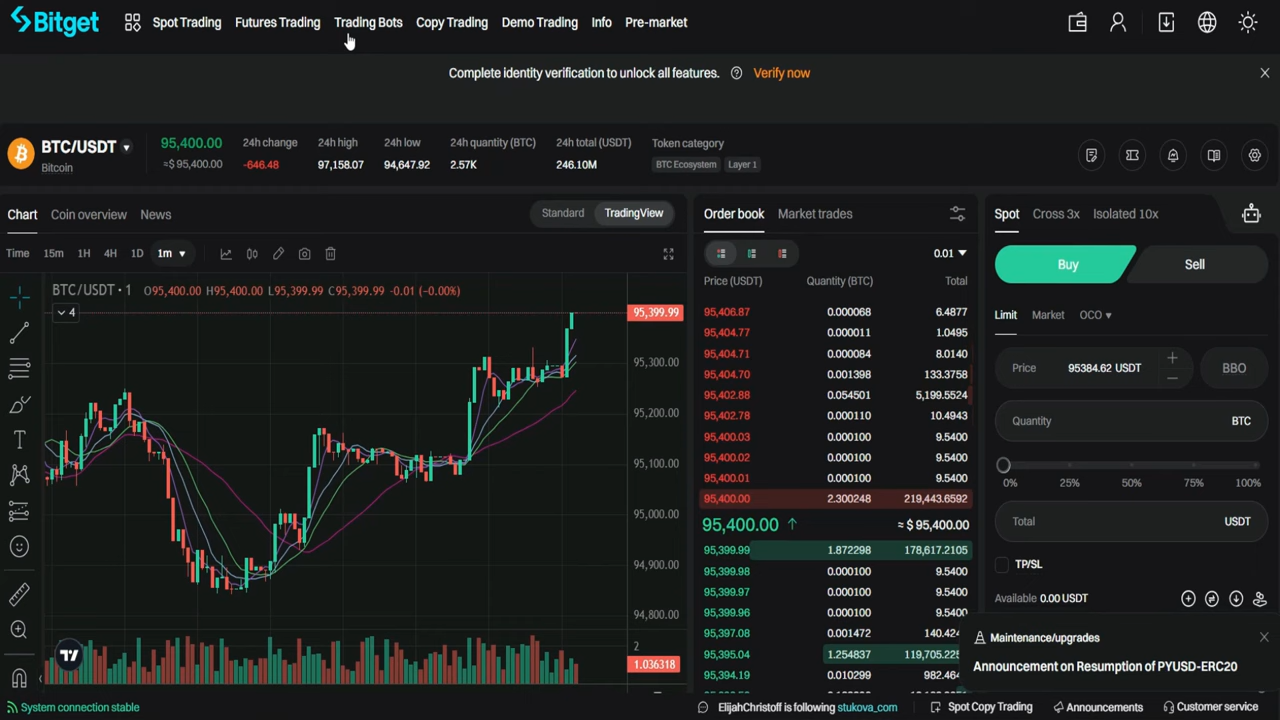 Bitget
Spot Trading Futures Trading Trading Bots Copy Trading Demo Trading Info Pre-market
Complete identity verification to unlock all features. ? Verify now
BTC/USDT
Bitcoin
95,400.00
≈$ 95,400.00
24h change
-646.48
24h high
97,158.07
24h low
94,647.92
24h quantity (BTC)
2.57K
24h total (USDT)
246.10M
Token category
BTC Ecosystem Layer 1
Chart Coin overview News
Standard TradingView
Time 15m 1H 4H 1D 1m
BTC/USDT · 1 O95,400.00 H95,400.00 L95,399.99 C95,399.99 -0.01 (-0.00%)
4
95,399.99
95,300.00
95,200.00
95,100.00
95,000.00
94,900.00
94,800.00
2
1.036318
Order book Market trades
0.01
Price (USDT) Quantity (BTC) Total
95,406.87 0.000068 6.4877
95,404.77 0.000011 1.0495
95,404.71 0.000084 8.0140
95,404.70 0.001398 133.3758
95,402.88 0.054501 5,199.5524
95,402.78 0.000110 10.4943
95,400.03 0.000100 9.5400
95,400.02 0.000100 9.5400
95,400.01 0.000100 9.5400
95,400.00 2.300248 219,443.6592
95,400.00 ↑ ≈ $ 95,400.00
95,399.99 1.872298 178,617.2105
95,399.98 0.000100 9.5400
95,399.97 0.000100 9.5400
95,399.96 0.000100 9.5400
95,397.08 0.001472 140.424
95,395.04 1.254837 119,705.22
95,394.19 0.010299 982.464
Spot Cross 3x Isolated 10x
Buy Sell
Limit Market OCO
Price 95384.62 USDT BBO
Quantity BTC
0% 25% 50% 75% 100%
Total USDT
TP/SL
Available 0.00 USDT
Maintenance/upgrades
Announcement on Resumption of PYUSD-ERC20
System connection stable
ElijahChristoff is following stukova_com
Spot Copy Trading Announcements Customer service